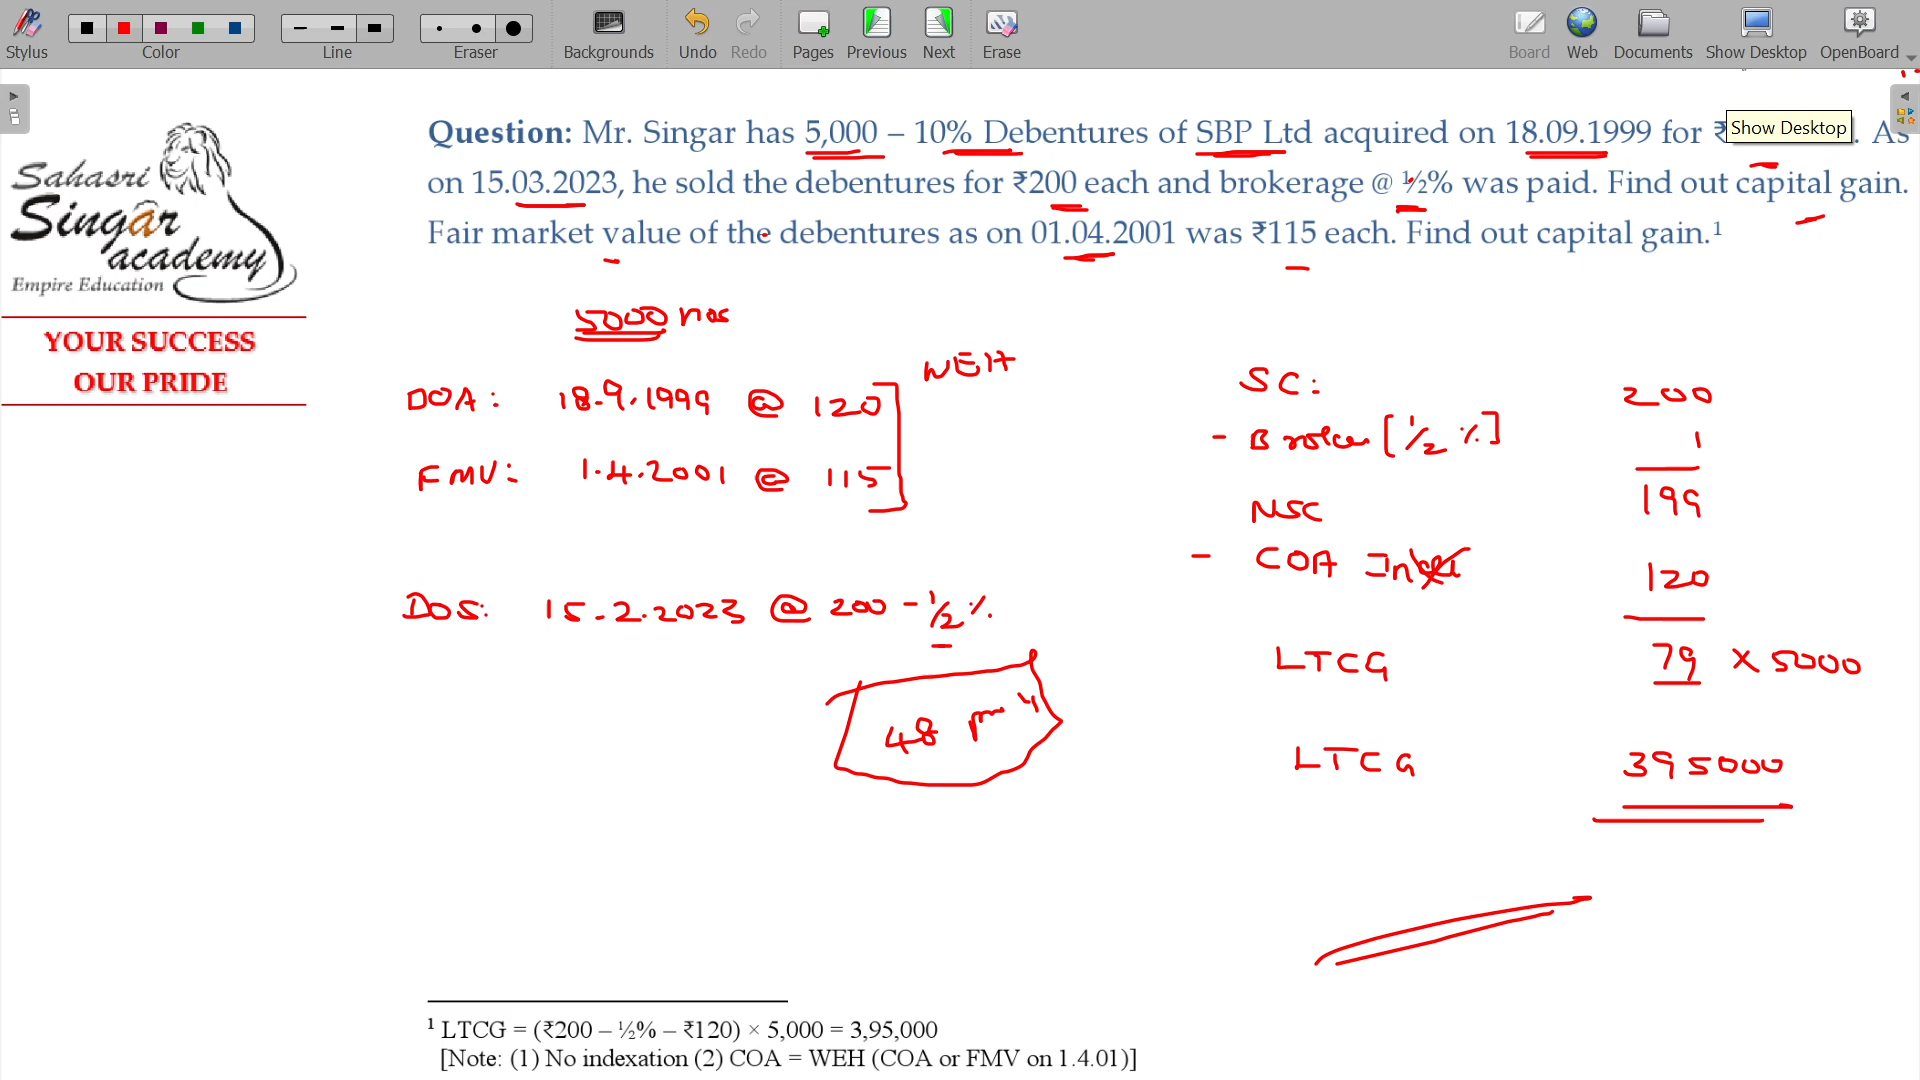 Stylus Color Line Eraser Backgrounds Undo Redo Pages Previous Next Erase Board Web Documents Show Desktop OpenBoard
Show Desktop
Question: Mr. Singar has 5,000 – 10% Debentures of SBP Ltd acquired on 18.09.1999 for ₹ . As
on 15.03.2023, he sold the debentures for ₹200 each and brokerage @ ½% was paid. Find out capital gain.
Fair market value of the debentures as on 01.04.2001 was ₹115 each. Find out capital gain.¹
Sahasri
Singar
academy
Empire Education
YOUR SUCCESS
OUR PRIDE
5000 nos
DOA: 18.9.1999 @ 120
WEH
FMV: 1.4.2001 @ 115
DOS: 15-2.2023 @ 200 - ½ %
48
SC: 200
- Broker [½ %] 1
NSC 199
- COA 120
LTCG 79 × 5000
LTCG 395000
¹ LTCG = (₹200 – ½% – ₹120) × 5,000 = 3,95,000
[Note: (1) No indexation (2) COA = WEH (COA or FMV on 1.4.01)]